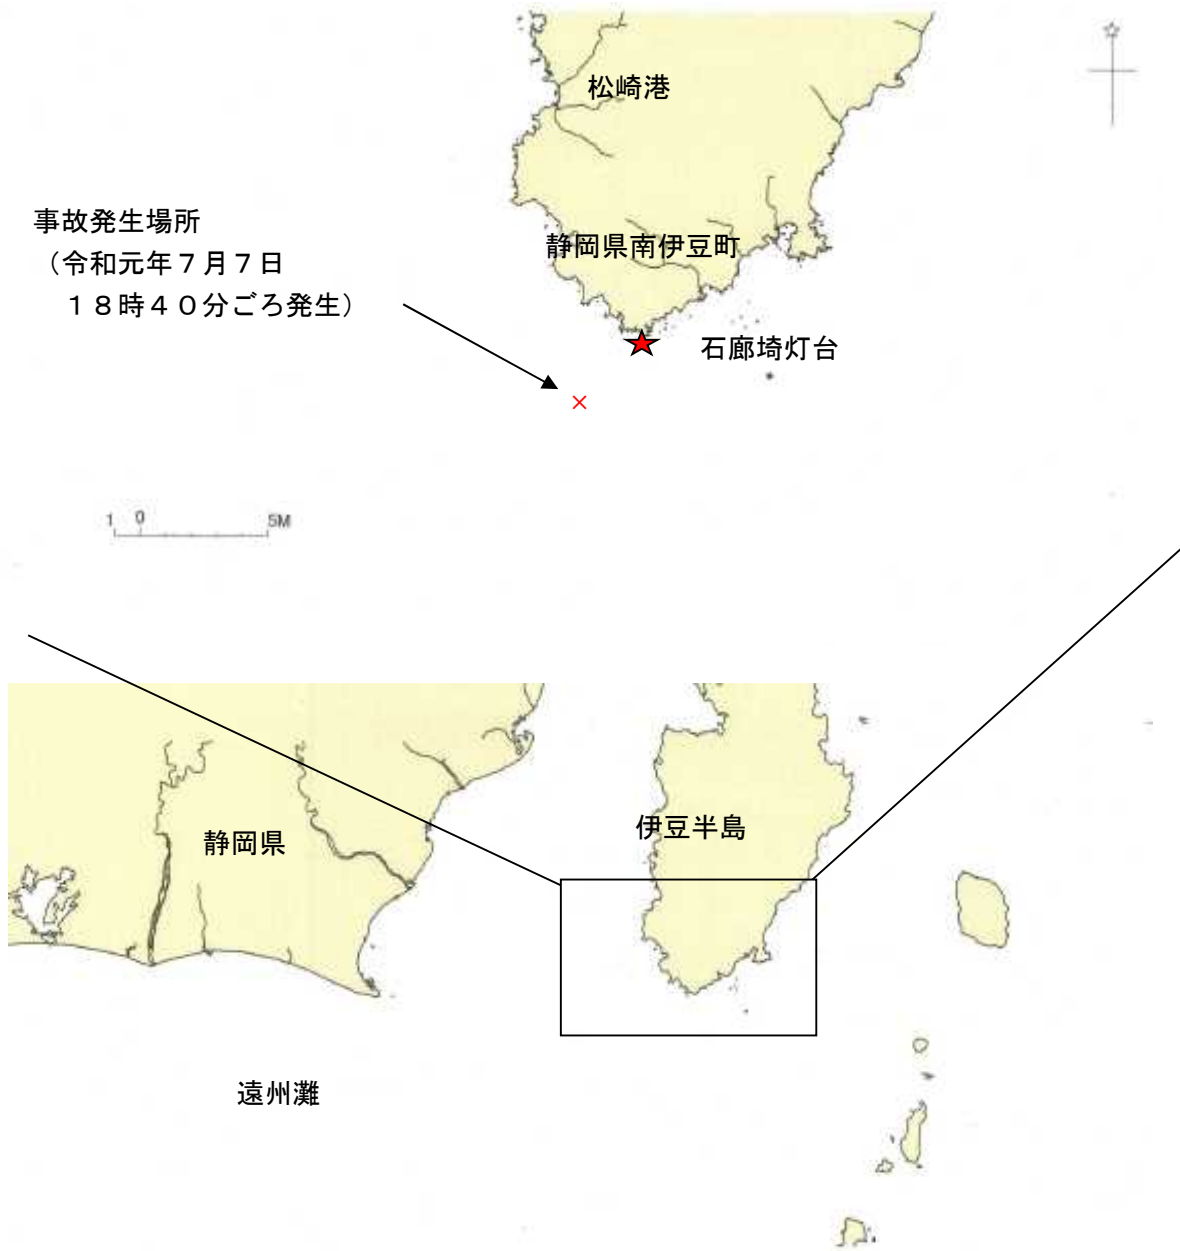 松崎港
事故発生場所
（令和元年７月７日
１８時４０分ごろ発生）
静岡県南伊豆町
石廊埼灯台
1 0 5M
静岡県
伊豆半島
遠州灘